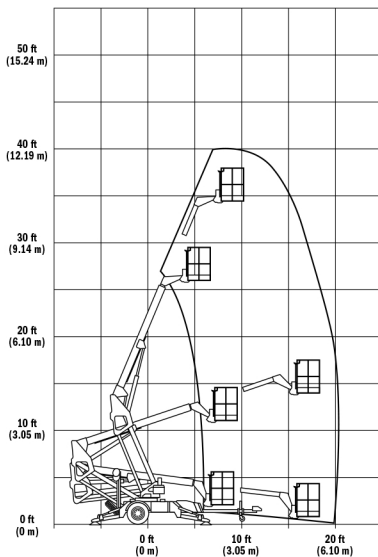 50 ft
(15.24 m)
40 ft
(12.19 m)
30 ft
(9.14 m)
20 ft
(6.10 m)
10 ft
(3.05 m)
0 ft
(0 m)
0 ft
(0 m)
10 ft
(3.05 m)
20 ft
(6.10 m)